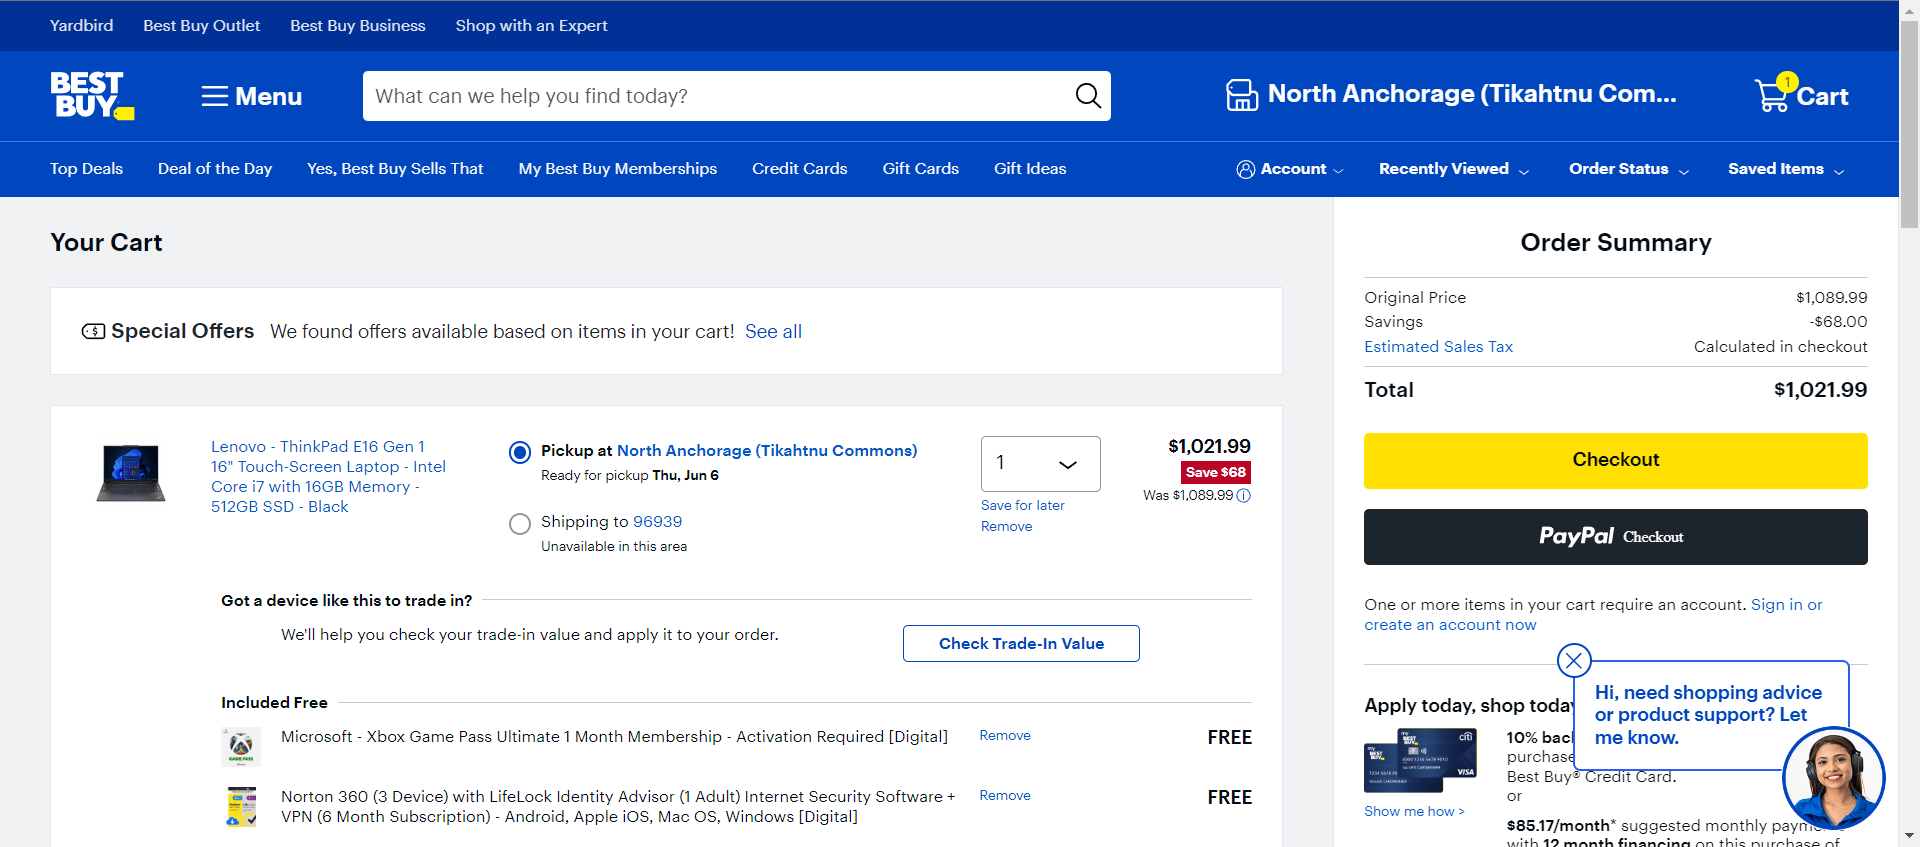 Yardbird Best Buy Outlet Best Buy Business Shop with an Expert
BEST
BUY
Menu
What can we help you find today?
North Anchorage (Tikahtnu Com...
1
Cart
Top Deals Deal of the Day Yes, Best Buy Sells That My Best Buy Memberships Credit Cards Gift Cards Gift Ideas
Account Recently Viewed Order Status Saved Items
Your Cart
Special Offers We found offers available based on items in your cart! See all
Lenovo - ThinkPad E16 Gen 1
16" Touch-Screen Laptop - Intel
Core i7 with 16GB Memory -
512GB SSD - Black
Pickup at North Anchorage (Tikahtnu Commons)
Ready for pickup Thu, Jun 6
Shipping to 96939
Unavailable in this area
1
Save for later
Remove
$1,021.99
Save $68
Was $1,089.99
Got a device like this to trade in?
We'll help you check your trade-in value and apply it to your order.
Check Trade-In Value
Included Free
Microsoft - Xbox Game Pass Ultimate 1 Month Membership - Activation Required [Digital] Remove FREE
Norton 360 (3 Device) with LifeLock Identity Advisor (1 Adult) Internet Security Software +
VPN (6 Month Subscription) - Android, Apple iOS, Mac OS, Windows [Digital]
Remove FREE
Order Summary
Original Price $1,089.99
Savings -$68.00
Estimated Sales Tax Calculated in checkout
Total $1,021.99
Checkout
PayPal Checkout
One or more items in your cart require an account. Sign in or
create an account now
Apply today, shop today
10% back
purchase
Best Buy® Credit Card.
or
$85.17/month* suggested monthly
with 12 month financing on this purchase of
Show me how >
Hi, need shopping advice
or product support? Let
me know.